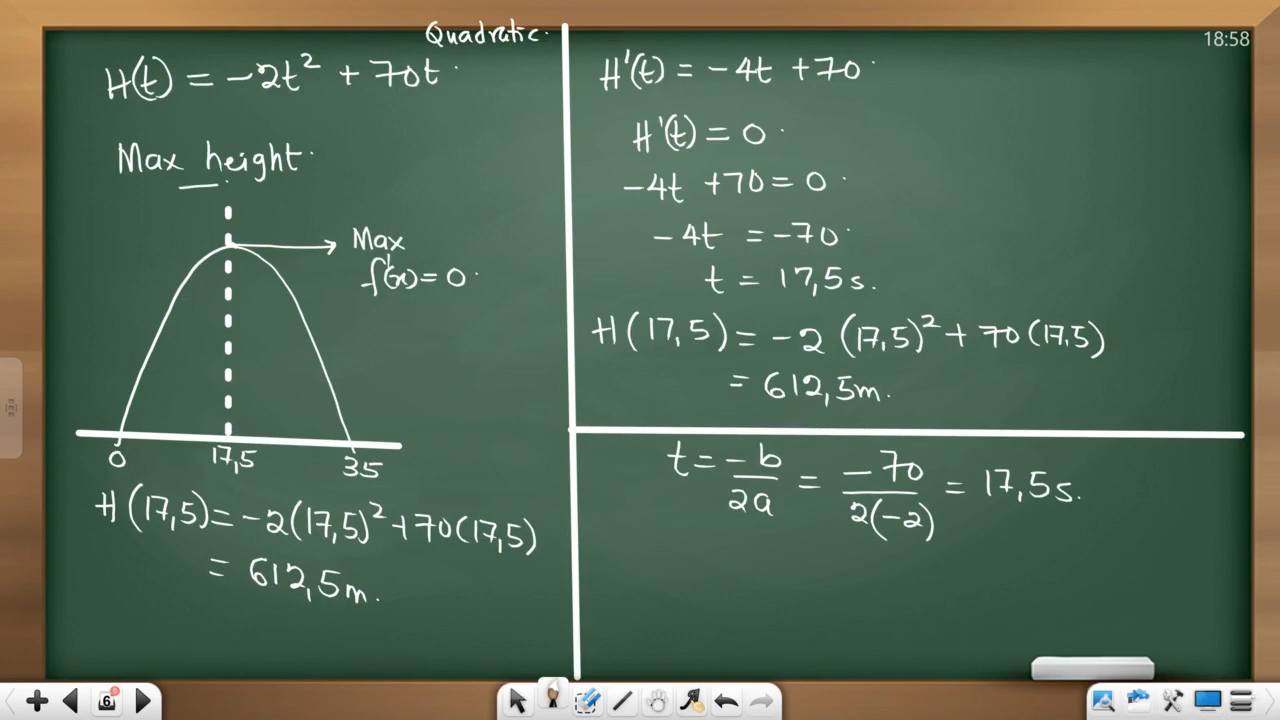 Quadratic.
H(t) = -2t² + 70t.
Max height.
Max
f'(x) = 0.
0 17,5 35
H(17,5) = -2(17,5)² + 70(17,5)
= 612,5m.
H'(t) = -4t + 70.
H'(t) = 0.
-4t + 70 = 0.
-4t = -70.
t = 17,5s.
H(17,5) = -2(17,5)² + 70(17,5)
= 612,5m.
t = -b/2a = -70/2(-2) = 17,5s.
18:58
6